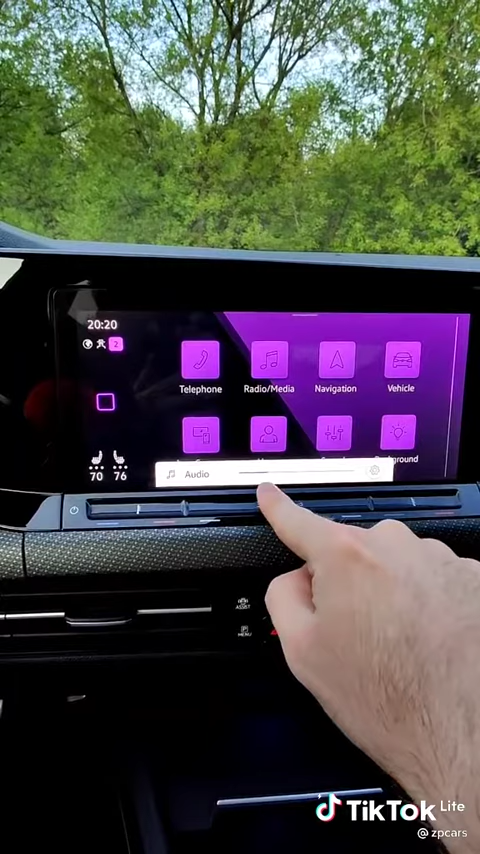 20:20
2
Telephone
Radio/Media
Navigation
Vehicle
Audio
70
76
ASSIST
MENU
TikTok Lite
@zpcars